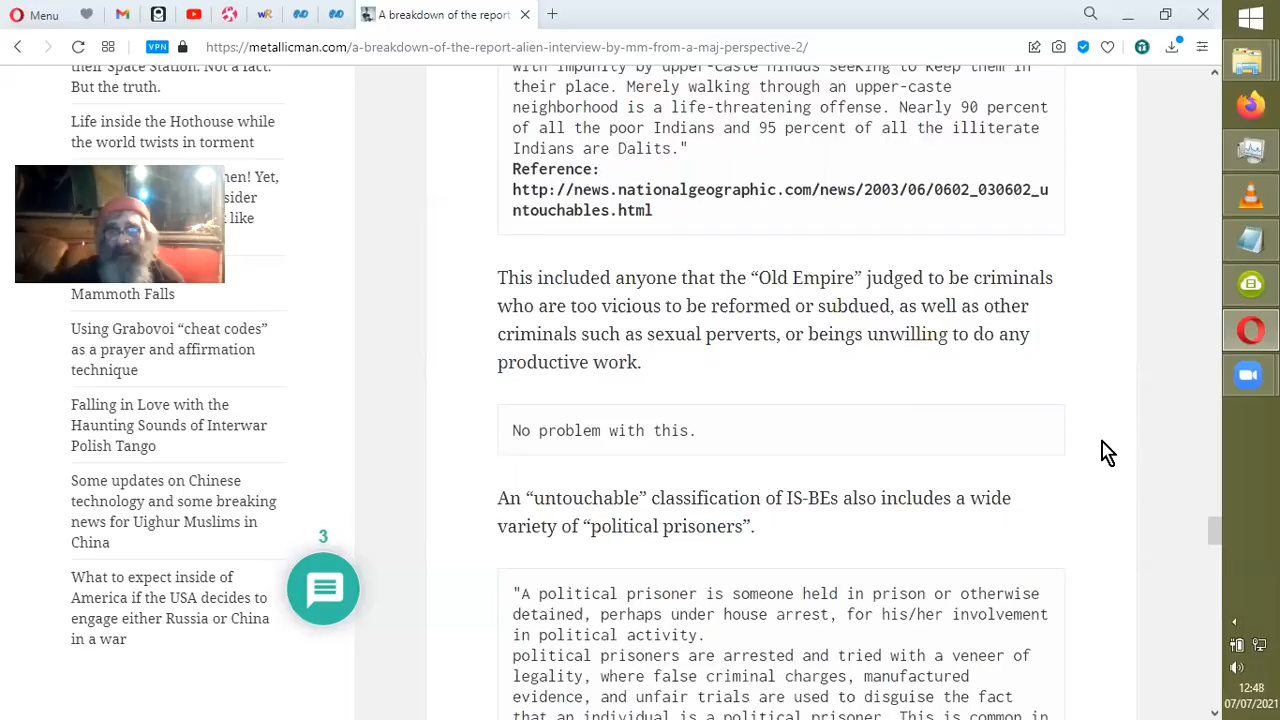 Menu
A breakdown of the report
VPN
https://metallicman.com/a-breakdown-of-the-report-alien-interview-by-mm-from-a-maj-perspective-2/
their Space Station. Not a fact.
But the truth.
Life inside the Hothouse while
the world twists in torment
en! Yet,
sider
like
Mammoth Falls
Using Grabovoi “cheat codes”
as a prayer and affirmation
technique
Falling in Love with the
Haunting Sounds of Interwar
Polish Tango
Some updates on Chinese
technology and some breaking
news for Uighur Muslims in
China
What to expect inside of
America if the USA decides to
engage either Russia or China
in a war
3
with impunity by upper-caste Hindus seeking to keep them in
their place. Merely walking through an upper-caste
neighborhood is a life-threatening offense. Nearly 90 percent
of all the poor Indians and 95 percent of all the illiterate
Indians are Dalits."
Reference:
http://news.nationalgeographic.com/news/2003/06/0602_030602_u
ntouchables.html
This included anyone that the “Old Empire” judged to be criminals
who are too vicious to be reformed or subdued, as well as other
criminals such as sexual perverts, or beings unwilling to do any
productive work.
No problem with this.
An “untouchable” classification of IS-BEs also includes a wide
variety of “political prisoners”.
"A political prisoner is someone held in prison or otherwise
detained, perhaps under house arrest, for his/her involvement
in political activity.
political prisoners are arrested and tried with a veneer of
legality, where false criminal charges, manufactured
evidence, and unfair trials are used to disguise the fact
that an individual is a political prisoner. This is common in
12:48
07/07/2021